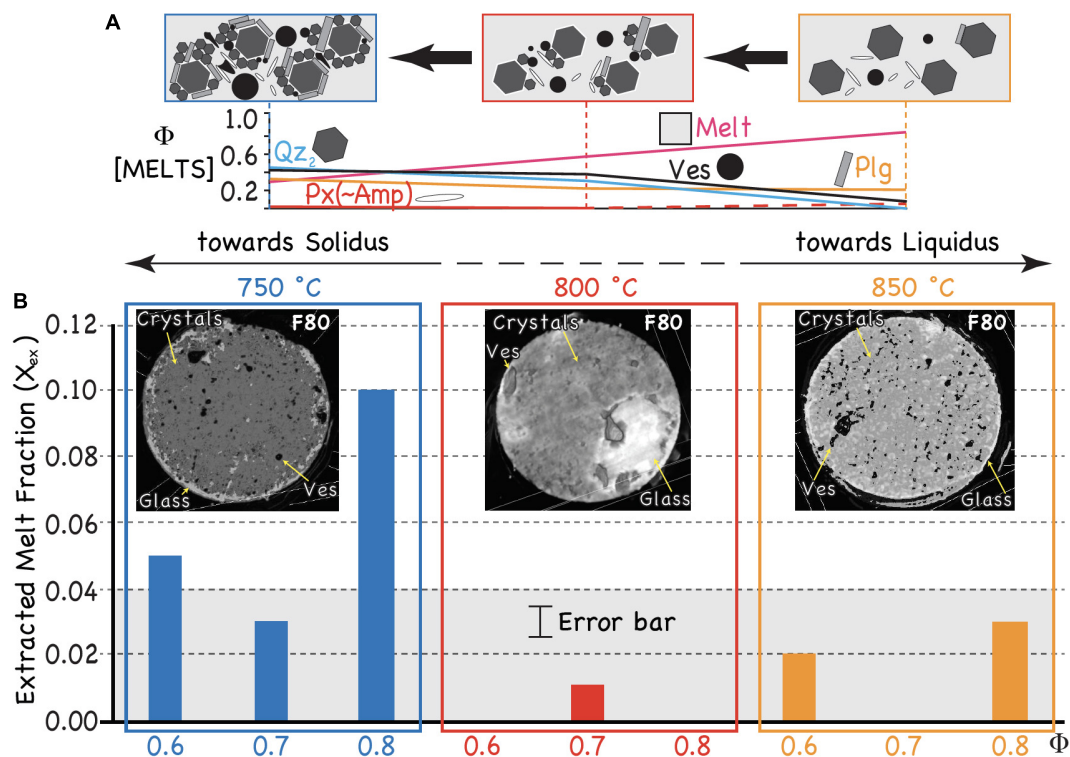 A
Φ
[MELTS]
1.0
0.6
0.2
Qz2
Melt
Ves
Plg
Px(~Amp)
towards Solidus
towards Liquidus
750 °C
800 °C
850 °C
B
Extracted Melt Fraction (Xex)
0.12
0.10
0.08
0.06
0.04
0.02
0.00
Crystals
F80
Glass
Ves
Crystals
F80
Ves
Glass
Crystals
F80
Ves
Glass
Error bar
0.6 0.7 0.8 0.6 0.7 0.8 0.6 0.7 0.8 Φ